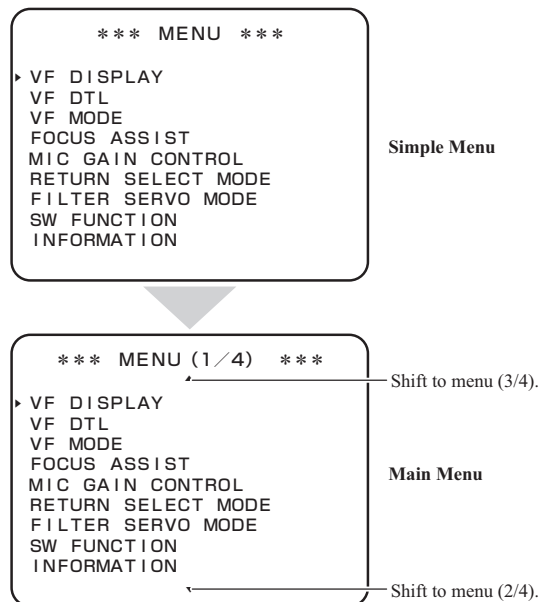 *** MENU ***
VF DISPLAY
VF DTL
VF MODE
FOCUS ASSIST
MIC GAIN CONTROL
RETURN SELECT MODE
FILTER SERVO MODE
SW FUNCTION
INFORMATION
Simple Menu
*** MENU (1/4) ***
Shift to menu (3/4).
VF DISPLAY
VF DTL
VF MODE
FOCUS ASSIST
MIC GAIN CONTROL
RETURN SELECT MODE
FILTER SERVO MODE
SW FUNCTION
INFORMATION
Main Menu
Shift to menu (2/4).